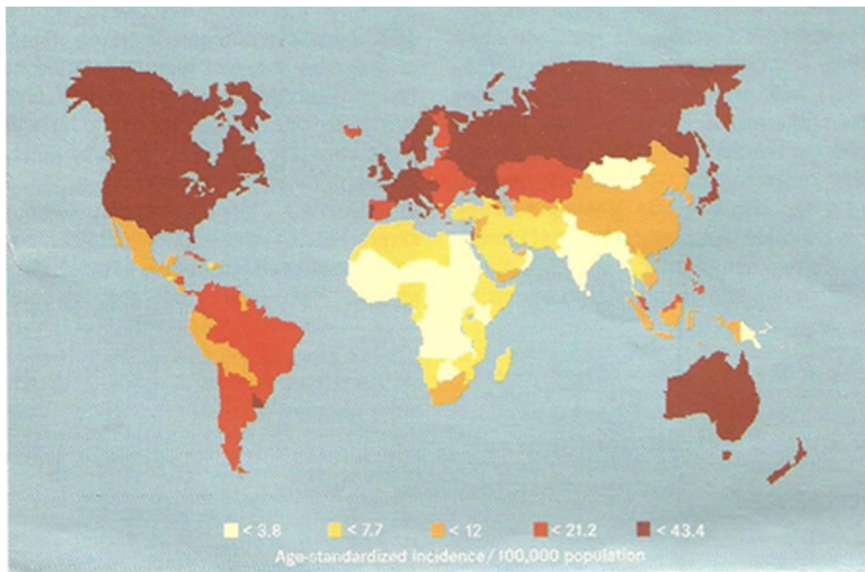 < 3.8 < 7.7 < 12 < 21.2 < 43.4
Age-standardized incidence/100,000 population